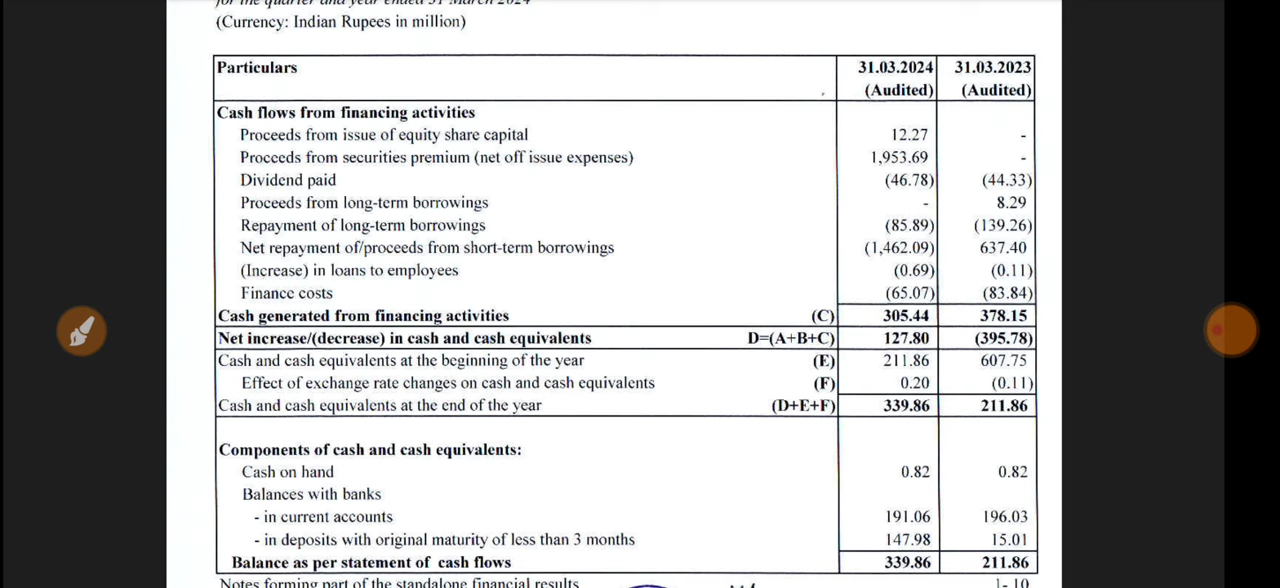 for the quarter and year ended 31 March 2024
(Currency: Indian Rupees in million)
Particulars 31.03.2024 31.03.2023
(Audited) (Audited)
Cash flows from financing activities
Proceeds from issue of equity share capital 12.27 -
Proceeds from securities premium (net off issue expenses) 1,953.69 -
Dividend paid (46.78) (44.33)
Proceeds from long-term borrowings - 8.29
Repayment of long-term borrowings (85.89) (139.26)
Net repayment of/proceeds from short-term borrowings (1,462.09) 637.40
(Increase) in loans to employees (0.69) (0.11)
Finance costs (65.07) (83.84)
Cash generated from financing activities (C) 305.44 378.15
Net increase/(decrease) in cash and cash equivalents D=(A+B+C) 127.80 (395.78)
Cash and cash equivalents at the beginning of the year (E) 211.86 607.75
Effect of exchange rate changes on cash and cash equivalents (F) 0.20 (0.11)
Cash and cash equivalents at the end of the year (D+E+F) 339.86 211.86
Components of cash and cash equivalents:
Cash on hand 0.82 0.82
Balances with banks
- in current accounts 191.06 196.03
- in deposits with original maturity of less than 3 months 147.98 15.01
Balance as per statement of cash flows 339.86 211.86
Notes forming part of the standalone financial results 1- 10